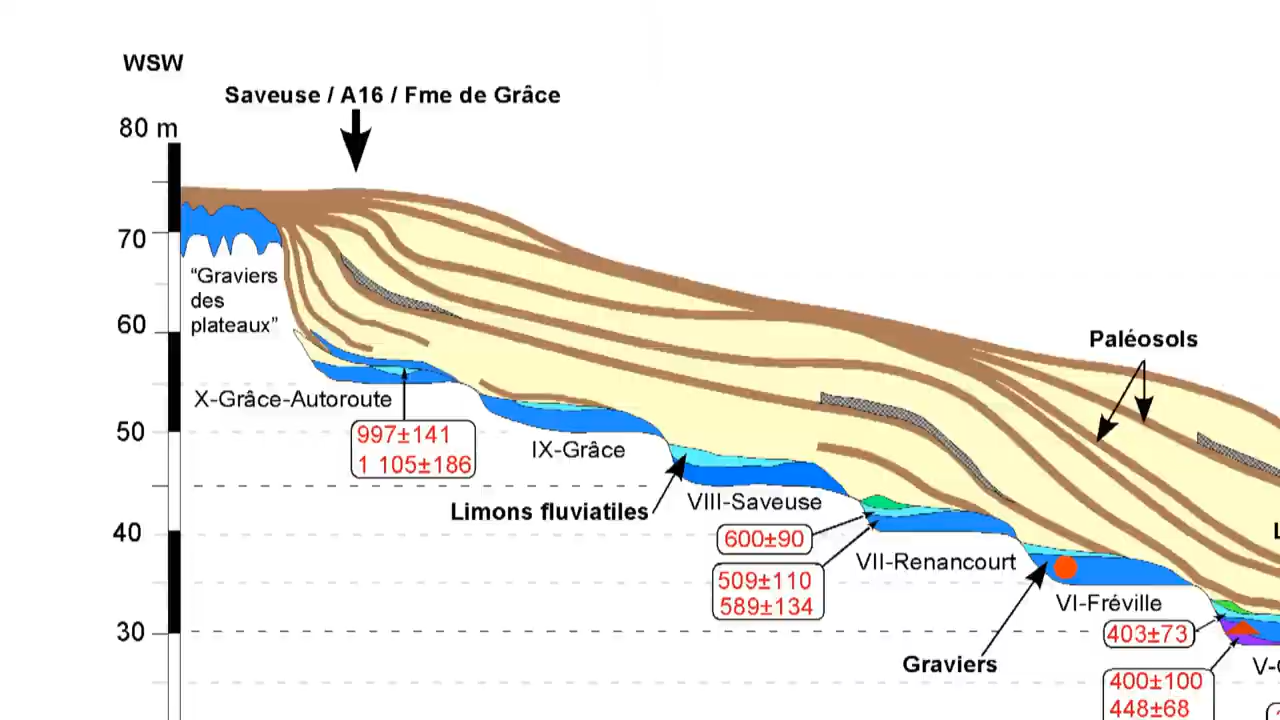 WSW
Saveuse / A16 / Fme de Grâce
80 m
70
“Graviers
des
plateaux”
60
Paléosols
X-Grâce-Autoroute
50
997±141
1 105±186
IX-Grâce
Limons fluviatiles
VIII-Saveuse
40
600±90
VII-Renancourt
509±110
589±134
VI-Fréville
30
403±73
Graviers
400±100
448±68